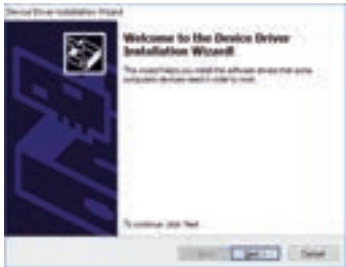 Device Driver Installation Wizard
Welcome to the Device Driver
Installation Wizard!
This wizard helps you install the software drivers that some
computers devices need in order to work.
To continue, click Next.
Next >
Cancel